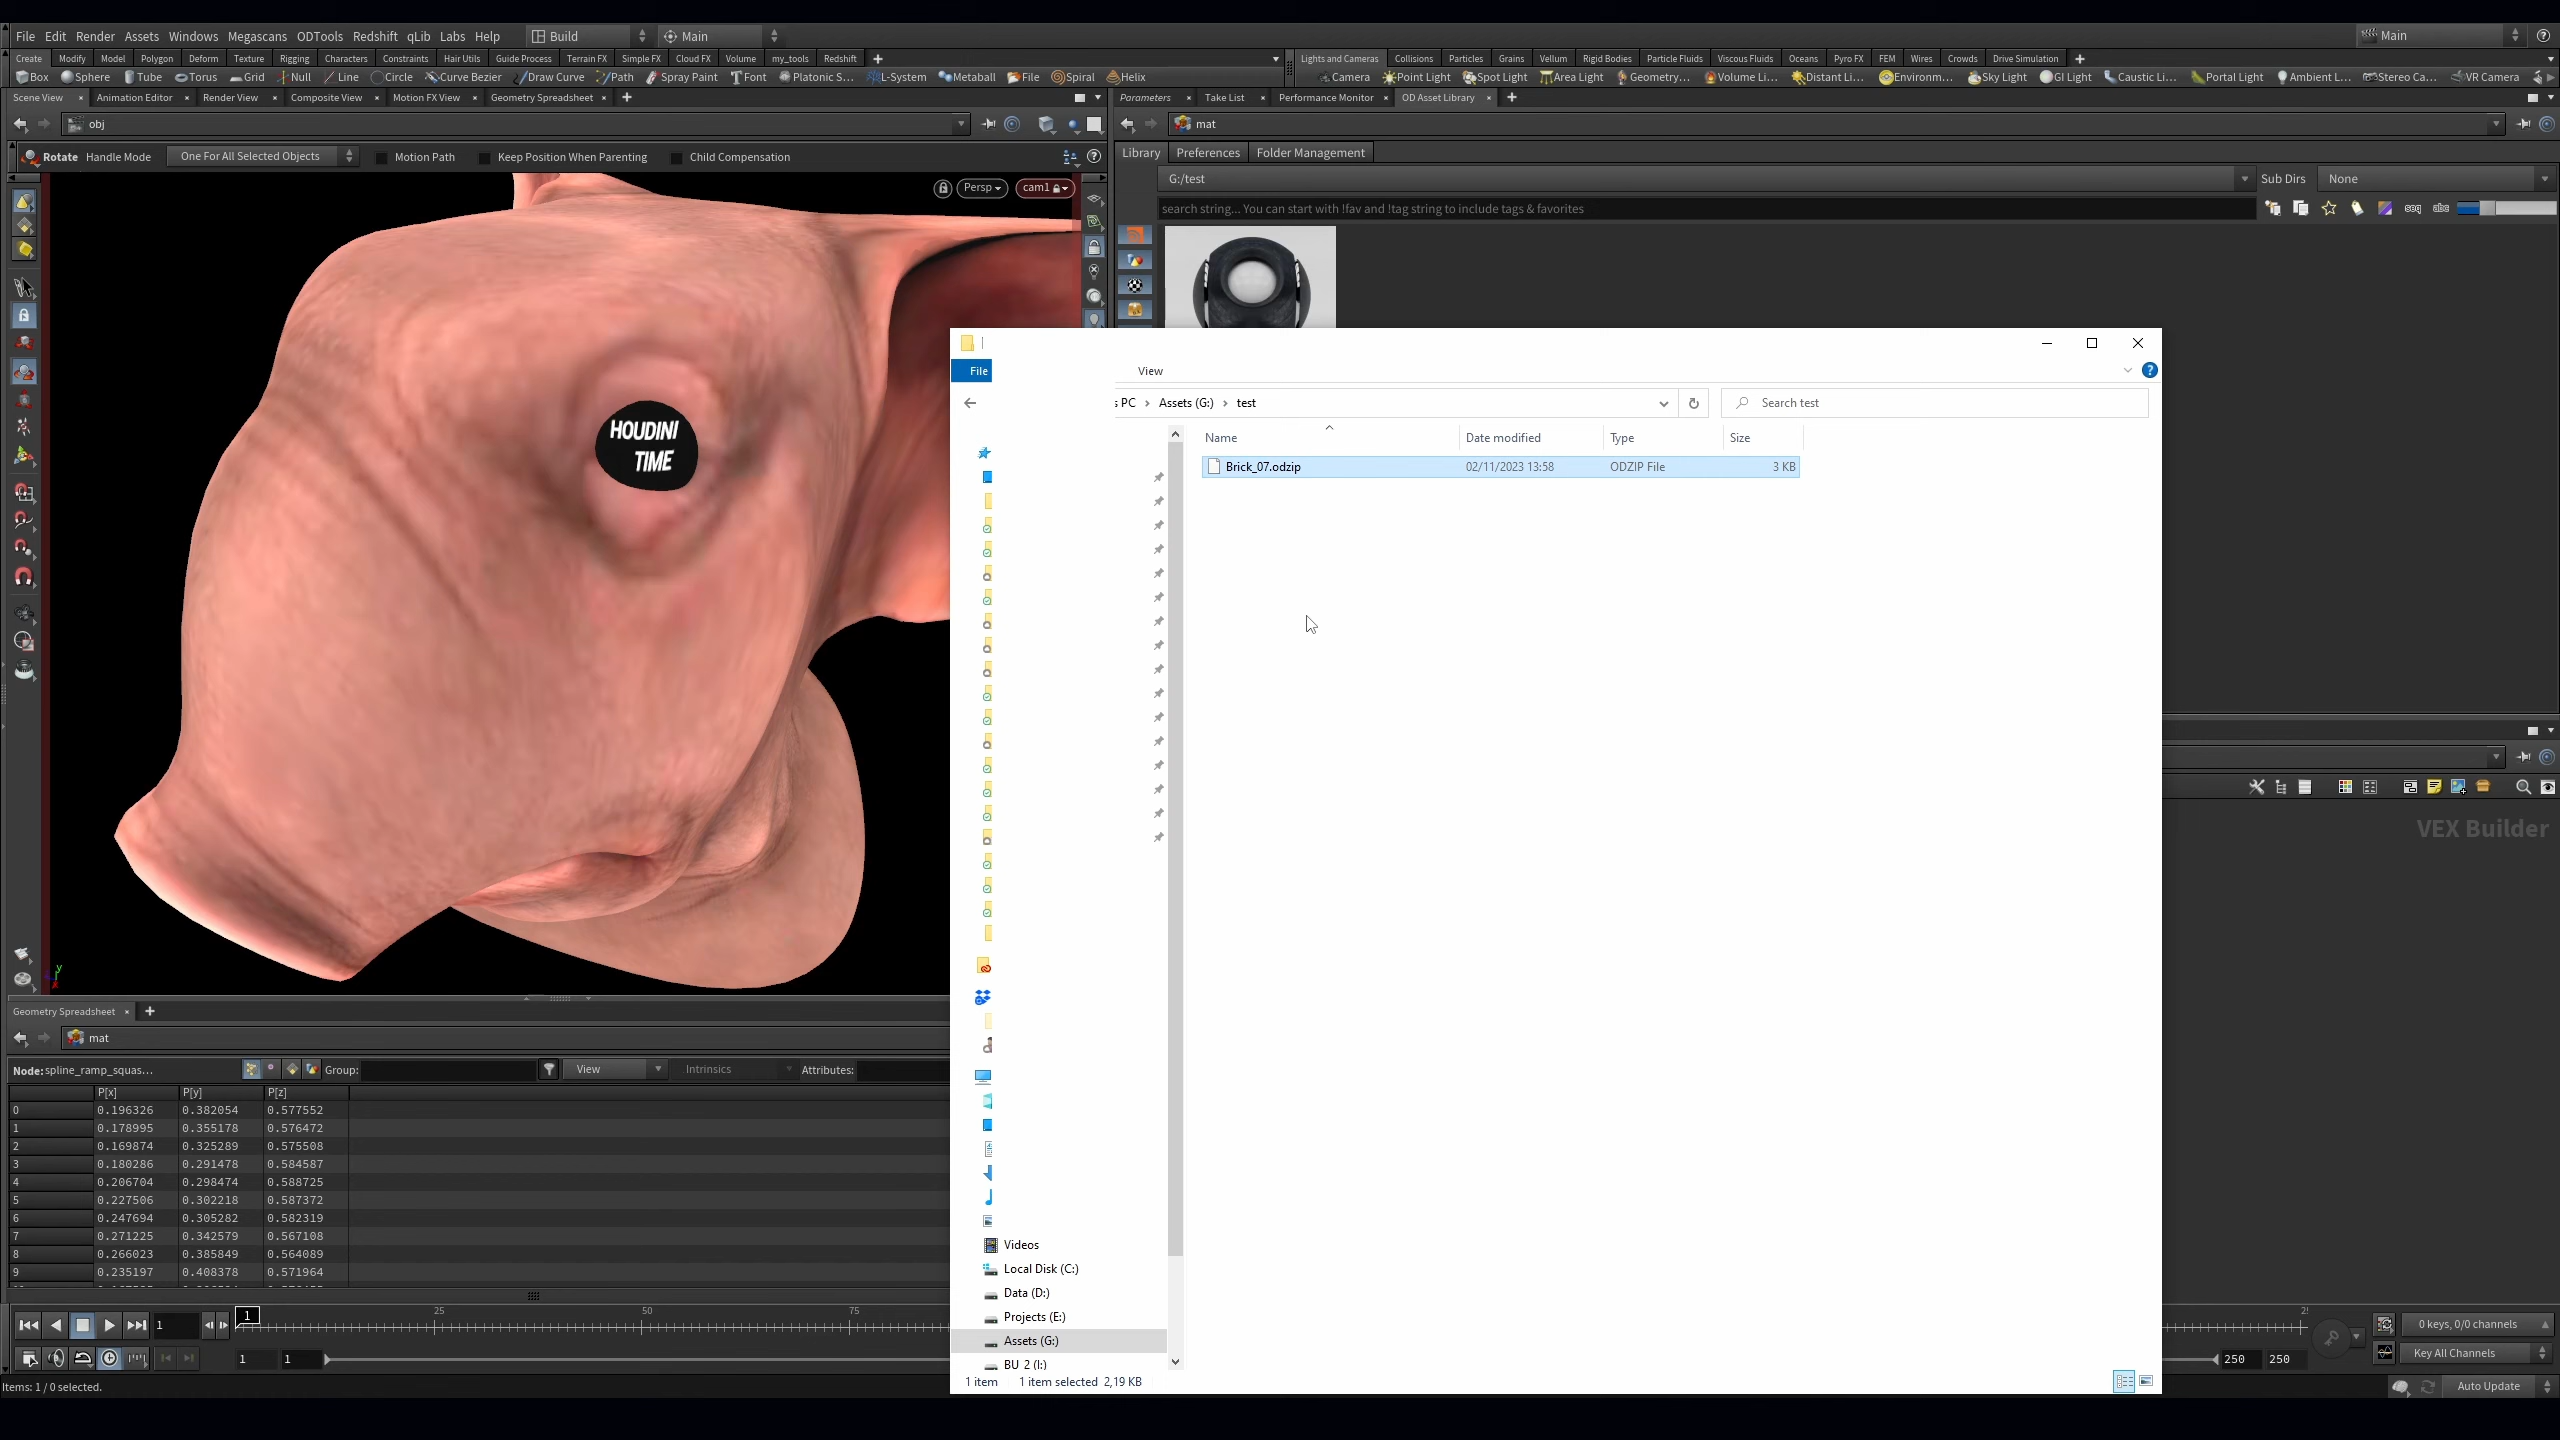 File Edit Render Assets Windows Megascans ODTools Redshift qLib Labs Help Build Main Main
Create Modify Model Polygon Deform Texture Rigging Characters Constraints Hair Utils Guide Process Terrain FX Simple FX Cloud FX Volume my_tools Redshift
Lights and Cameras Collisions Particles Grains Vellum Rigid Bodies Particle Fluids Viscous Fluids Oceans Pyro FX FEM Wires Crowds Drive Simulation
Box Sphere Tube Torus Grid Null Line Circle Curve Bezier Draw Curve Path Spray Paint Font Platonic S... L-System Metaball File Spiral Helix
Camera Point Light Spot Light Area Light Geometry... Volume Li... Distant Li... Environm... Sky Light GI Light Caustic Li... Portal Light Ambient L... Stereo Ca... VR Camera
Scene View Animation Editor Render View Composite View Motion FX View Geometry Spreadsheet
Parameters Take List Performance Monitor OD Asset Library
obj
mat
Rotate Handle Mode One For All Selected Objects Motion Path Keep Position When Parenting Child Compensation
Library Preferences Folder Management
G:/test Sub Dirs None
search string... You can start with !fav and !tag string to include tags & favorites
seq abc
Persp cam1
HOUDINI
TIME
File View
s PC Assets (G:) test Search test
Name Date modified Type Size
Brick_07.odzip 02/11/2023 13:58 ODZIP File 3 KB
Videos
Local Disk (C:)
Data (D:)
Projects (E:)
Assets (G:)
BU_2 (I:)
1 item 1 item selected 2,19 KB
VEX Builder
y
x
Geometry Spreadsheet
mat
Node: spline_ramp_squas... Group: View Intrinsics Attributes:
P[x] P[y] P[z]
0 0.196326 0.382054 0.577552
1 0.178995 0.355178 0.576472
2 0.169874 0.325289 0.575508
3 0.180286 0.291478 0.584587
4 0.206704 0.298474 0.588725
5 0.227506 0.302218 0.587372
6 0.247694 0.305282 0.582319
7 0.271225 0.342579 0.567108
8 0.266023 0.385849 0.564089
9 0.235197 0.408378 0.571964
1 1 25 50 75
0 keys, 0/0 channels
1 1 250 250 Key All Channels
Items: 1 / 0 selected.
Auto Update